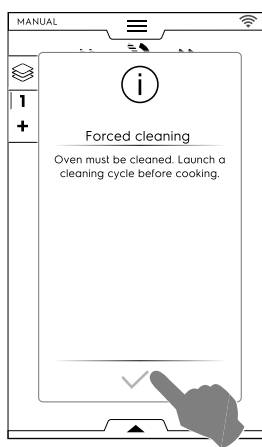 MANUAL
1
+
i
Forced cleaning
Oven must be cleaned. Launch a
cleaning cycle before cooking.